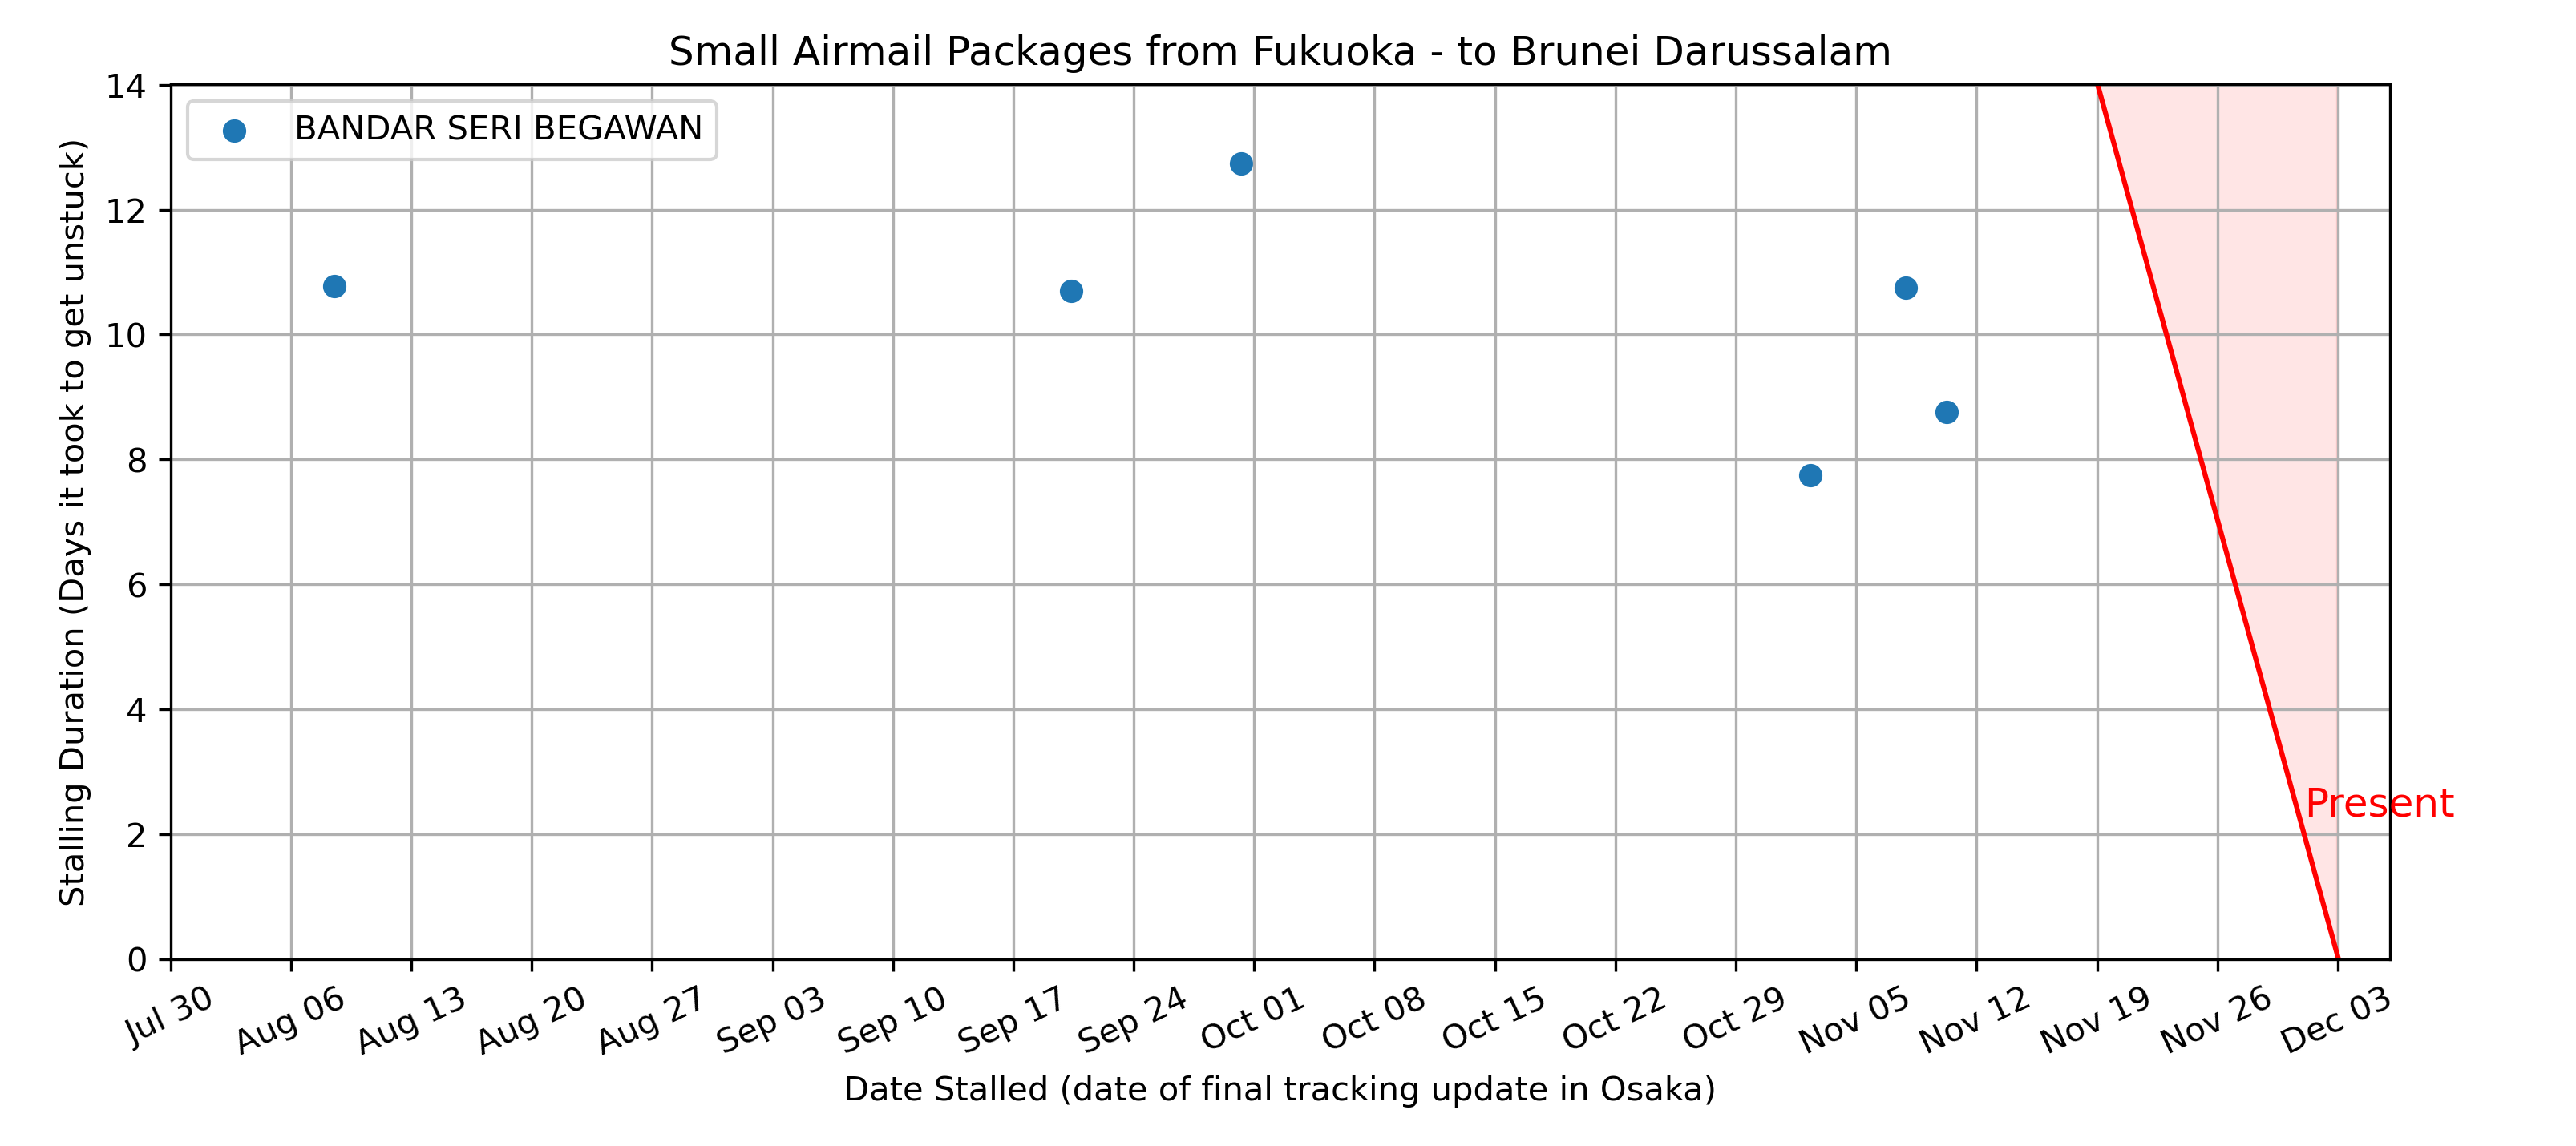 Small Airmail Packages from Fukuoka - to Brunei Darussalam
BANDAR SERI BEGAWAN
Stalling Duration (Days it took to get unstuck)
14
12
10
8
6
4
2
0
Present
Jul 30
Aug 06
Aug 13
Aug 20
Aug 27
Sep 03
Sep 10
Sep 17
Sep 24
Oct 01
Oct 08
Oct 15
Oct 22
Oct 29
Nov 05
Nov 12
Nov 19
Nov 26
Dec 03
Date Stalled (date of final tracking update in Osaka)